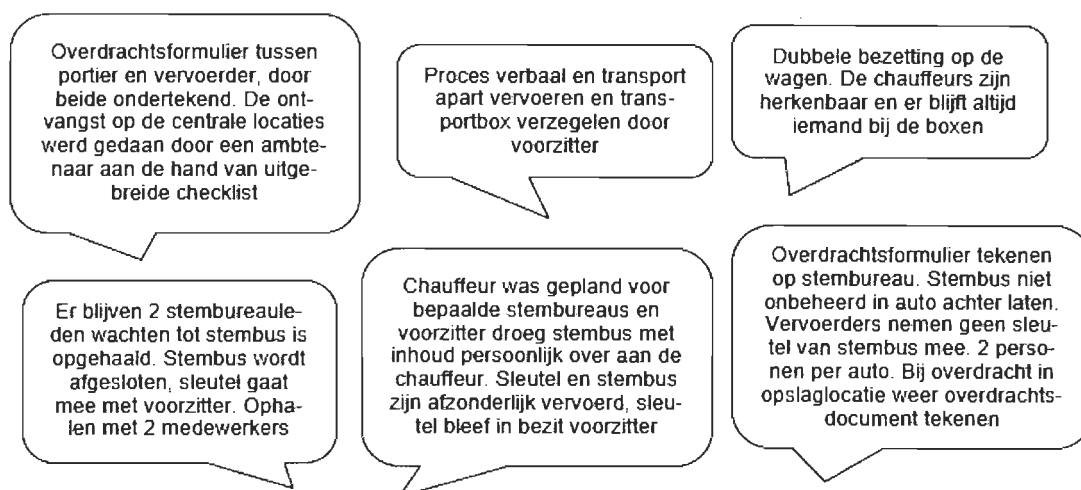 Overdrachtsformulier tussen
portier en vervoerder, door
beide ondertekend. De ont-
vangst op de centrale locaties
werd gedaan door een ambte-
naar aan de hand van uitge-
breide checklist
Proces verbaal en transport
apart vervoeren en trans-
portbox verzegelen door
voorzitter
Dubbele bezetting op de
wagen. De chauffeurs zijn
herkenbaar en er blijft altijd
iemand bij de boxen
Er blijven 2 stembureaule-
den wachten tot stembus is
opgehaald. Stembus wordt
afgesloten, sleutel gaat
mee met voorzitter. Opha-
len met 2 medewerkers
Chauffeur was gepland voor
bepaalde stembureaus en
voorzitter droeg stembus met
inhoud persoonlijk over aan de
chauffeur. Sleutel en stembus
zijn afzonderlijk vervoerd, sleu-
tel bleef in bezit voorzitter
Overdrachtsformulier tekenen
op stembureau. Stembus niet
onbeheerd in auto achter laten.
Vervoerders nemen geen sleu-
tel van stembus mee. 2 perso-
nen per auto. Bij overdracht in
opslaglocatie weer overdrachts-
document tekenen